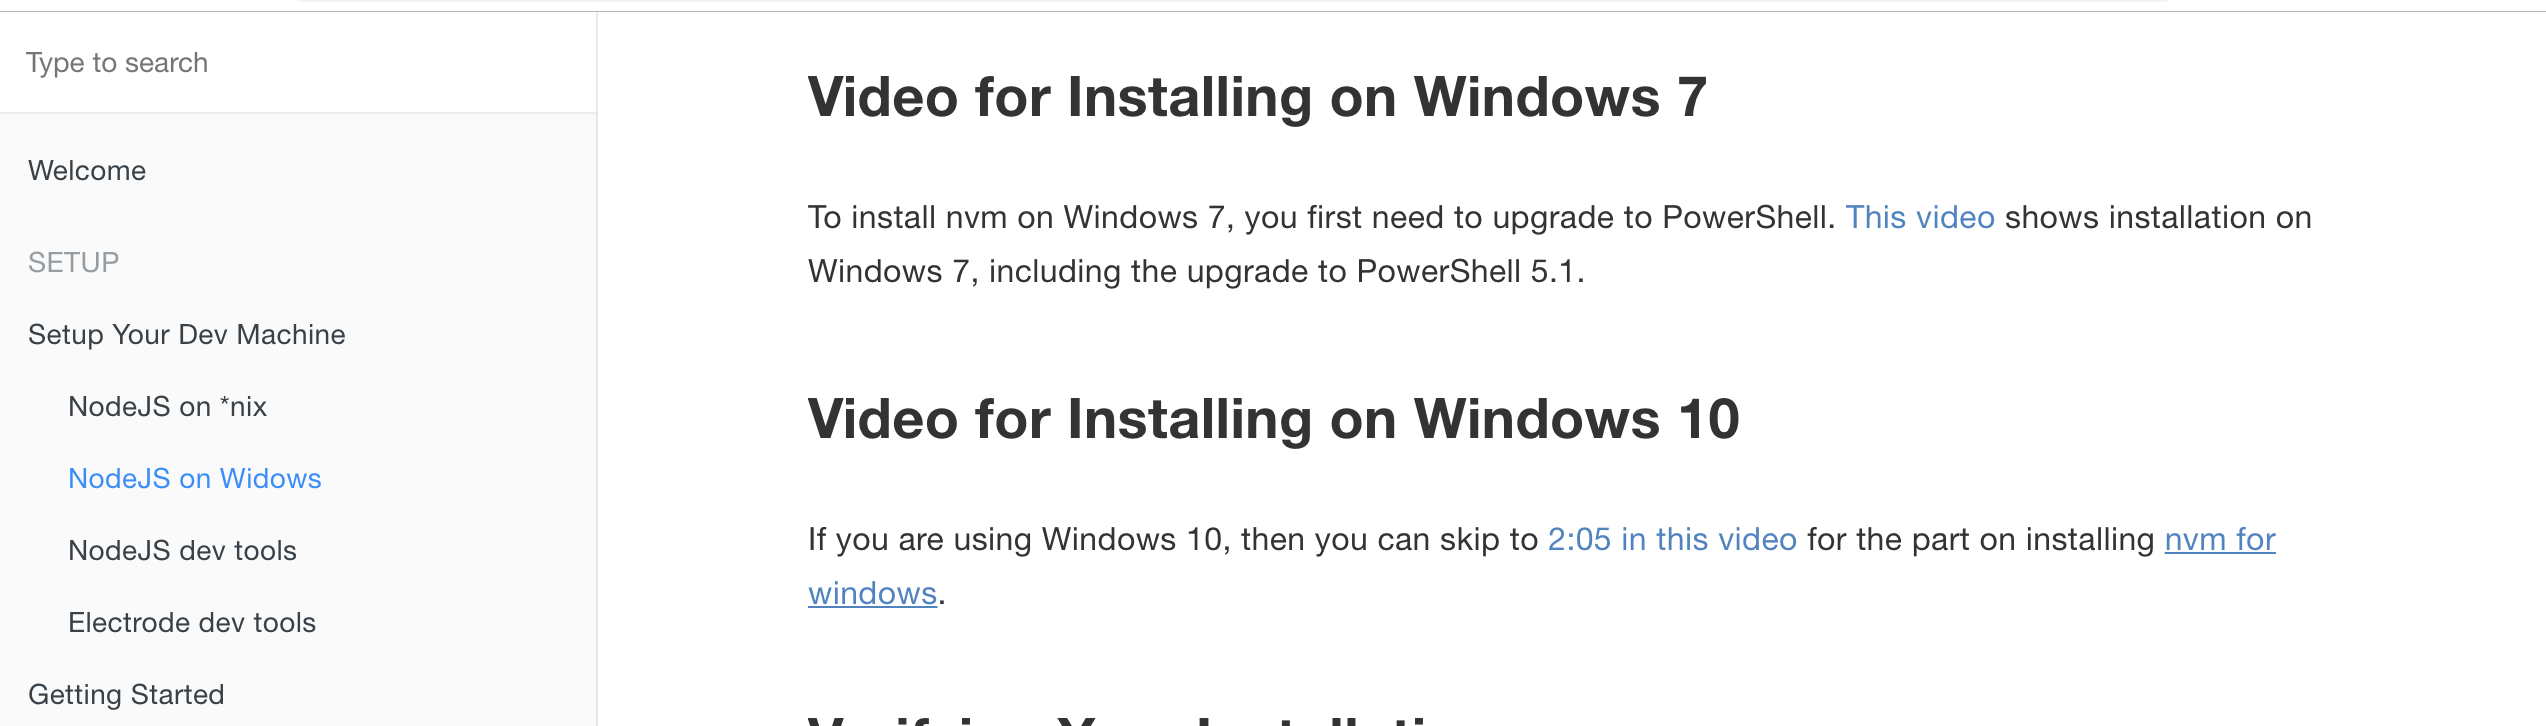 Type to search
Welcome
SETUP
Setup Your Dev Machine
NodeJS on *nix
NodeJS on Widows
NodeJS dev tools
Electrode dev tools
Getting Started
Video for Installing on Windows 7
To install nvm on Windows 7, you first need to upgrade to PowerShell. This video shows installation on
Windows 7, including the upgrade to PowerShell 5.1.
Video for Installing on Windows 10
If you are using Windows 10, then you can skip to 2:05 in this video for the part on installing nvm for
windows.